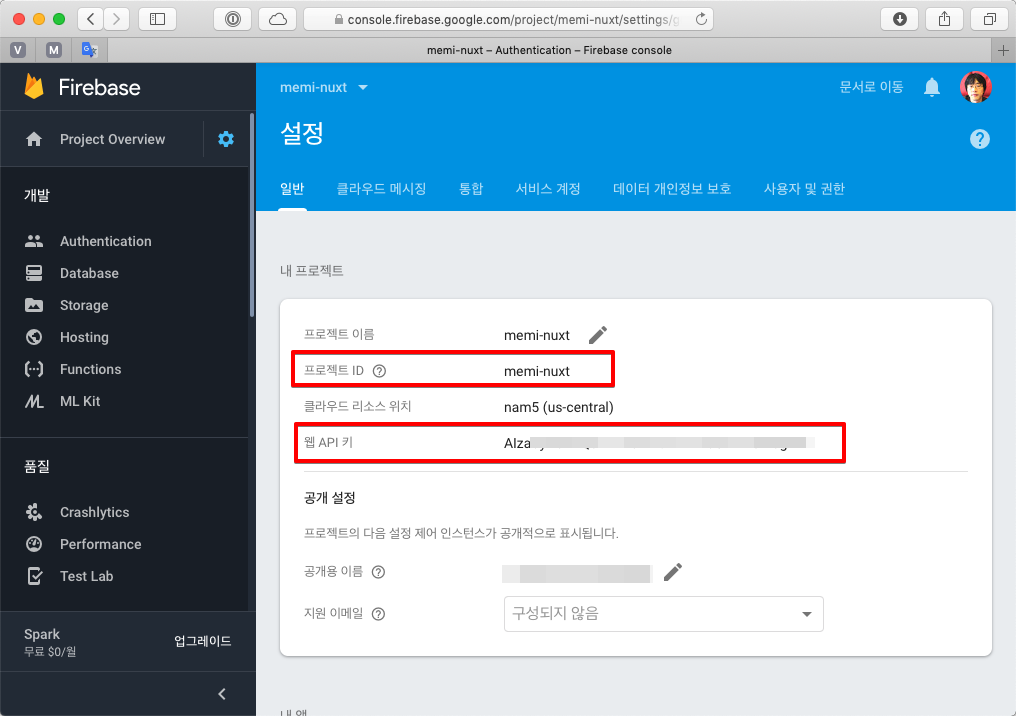 console.firebase.google.com/project/memi-nuxt/settings/g
V M memi-nuxt – Authentication – Firebase console
Firebase
memi-nuxt
문서로 이동
Project Overview
설정
일반 클라우드 메시징 통합 서비스 계정 데이터 개인정보 보호 사용자 및 권한
개발
Authentication
Database
Storage
Hosting
Functions
ML Kit
품질
Crashlytics
Performance
Test Lab
Spark
무료 $0/월
업그레이드
내 프로젝트
프로젝트 이름 memi-nuxt
프로젝트 ID memi-nuxt
클라우드 리소스 위치 nam5 (us-central)
웹 API 키 AIza
공개 설정
프로젝트의 다음 설정 제어 인스턴스가 공개적으로 표시됩니다.
공개용 이름
지원 이메일 구성되지 않음
내 앱